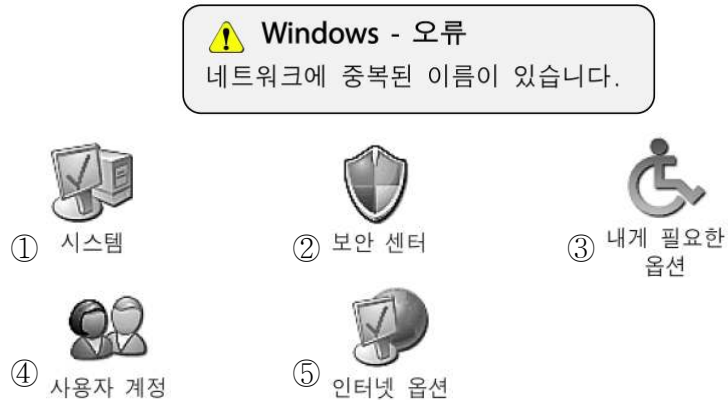 Windows - 오류
네트워크에 중복된 이름이 있습니다.
① 시스템
② 보안 센터
③ 내게 필요한
옵션
④ 사용자 계정
⑤ 인터넷 옵션